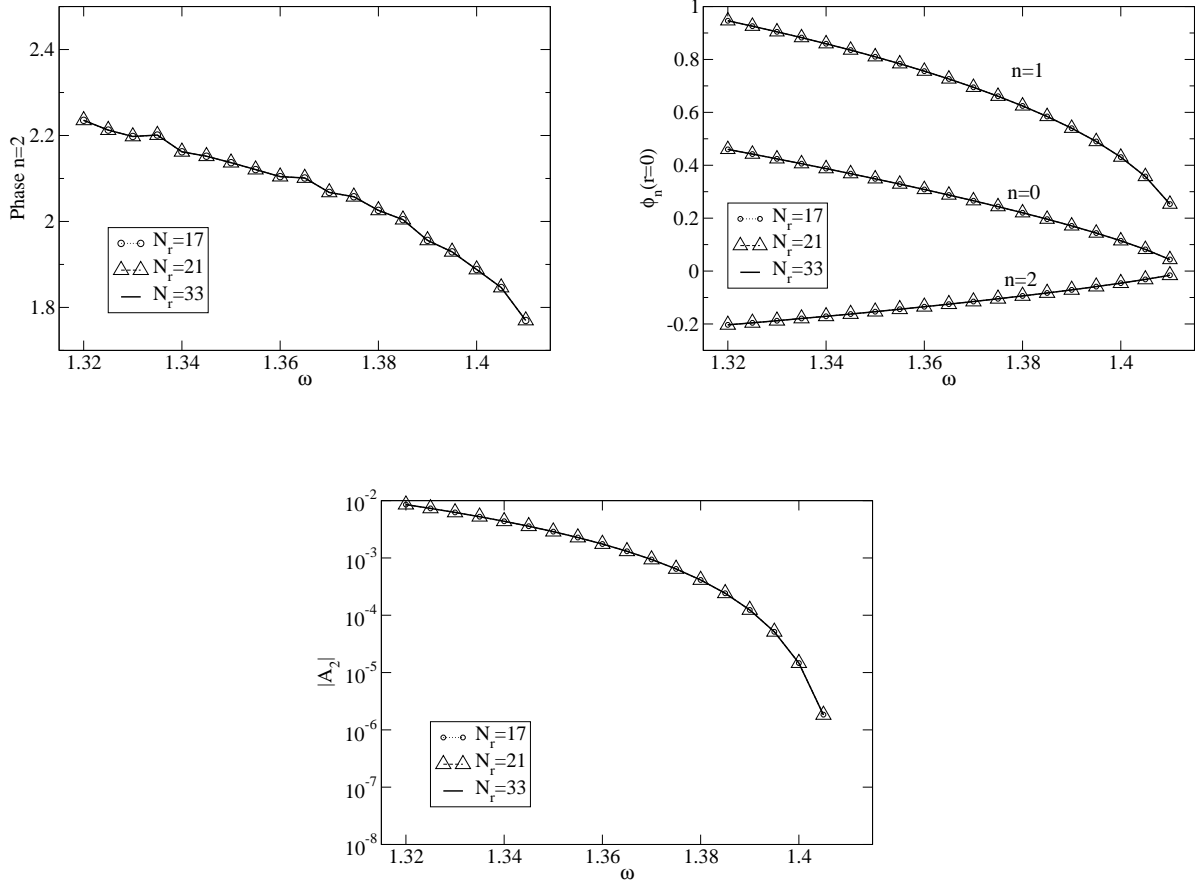 2.4
2.2
2
1.8
Phase n=2
N_r=17
N_r=21
N_r=33
1.32 1.34 1.36 1.38 1.4
ω
1
0.8
0.6
0.4
0.2
0
-0.2
ϕ_n(r=0)
n=1
n=0
n=2
N_r=17
N_r=21
N_r=33
1.32 1.34 1.36 1.38 1.4
ω
10^-2
10^-3
10^-4
10^-5
10^-6
10^-7
10^-8
|A_2|
N_r=17
N_r=21
N_r=33
1.32 1.34 1.36 1.38 1.4
ω